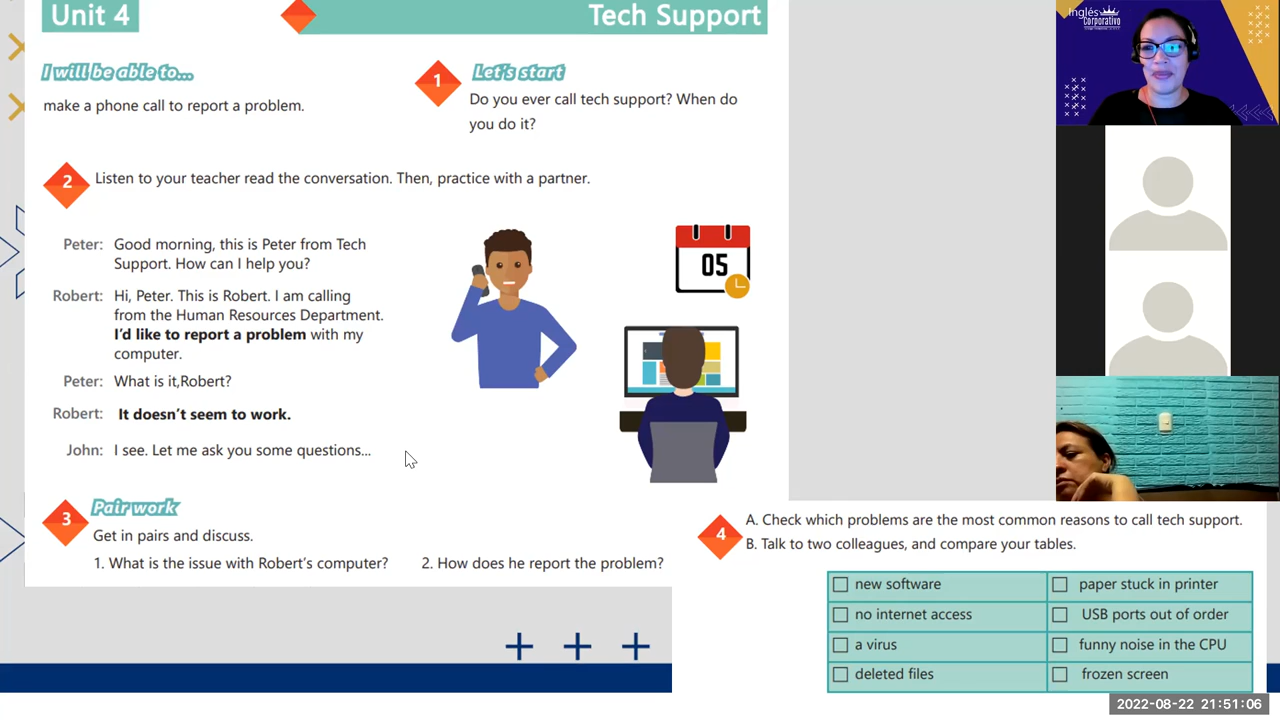 Unit 4
Tech Support
I will be able to...
make a phone call to report a problem.
1
Let's start
Do you ever call tech support? When do
you do it?
2
Listen to your teacher read the conversation. Then, practice with a partner.
Peter: Good morning, this is Peter from Tech
Support. How can I help you?
Robert: Hi, Peter. This is Robert. I am calling
from the Human Resources Department.
I'd like to report a problem with my
computer.
Peter: What is it,Robert?
Robert: It doesn't seem to work.
John: I see. Let me ask you some questions...
05
3
Pair work
Get in pairs and discuss.
1. What is the issue with Robert's computer?
2. How does he report the problem?
4
A. Check which problems are the most common reasons to call tech support.
B. Talk to two colleagues, and compare your tables.
new software
paper stuck in printer
no internet access
USB ports out of order
a virus
funny noise in the CPU
deleted files
frozen screen
Inglés
Corporativo
2022-08-22 21:51:06